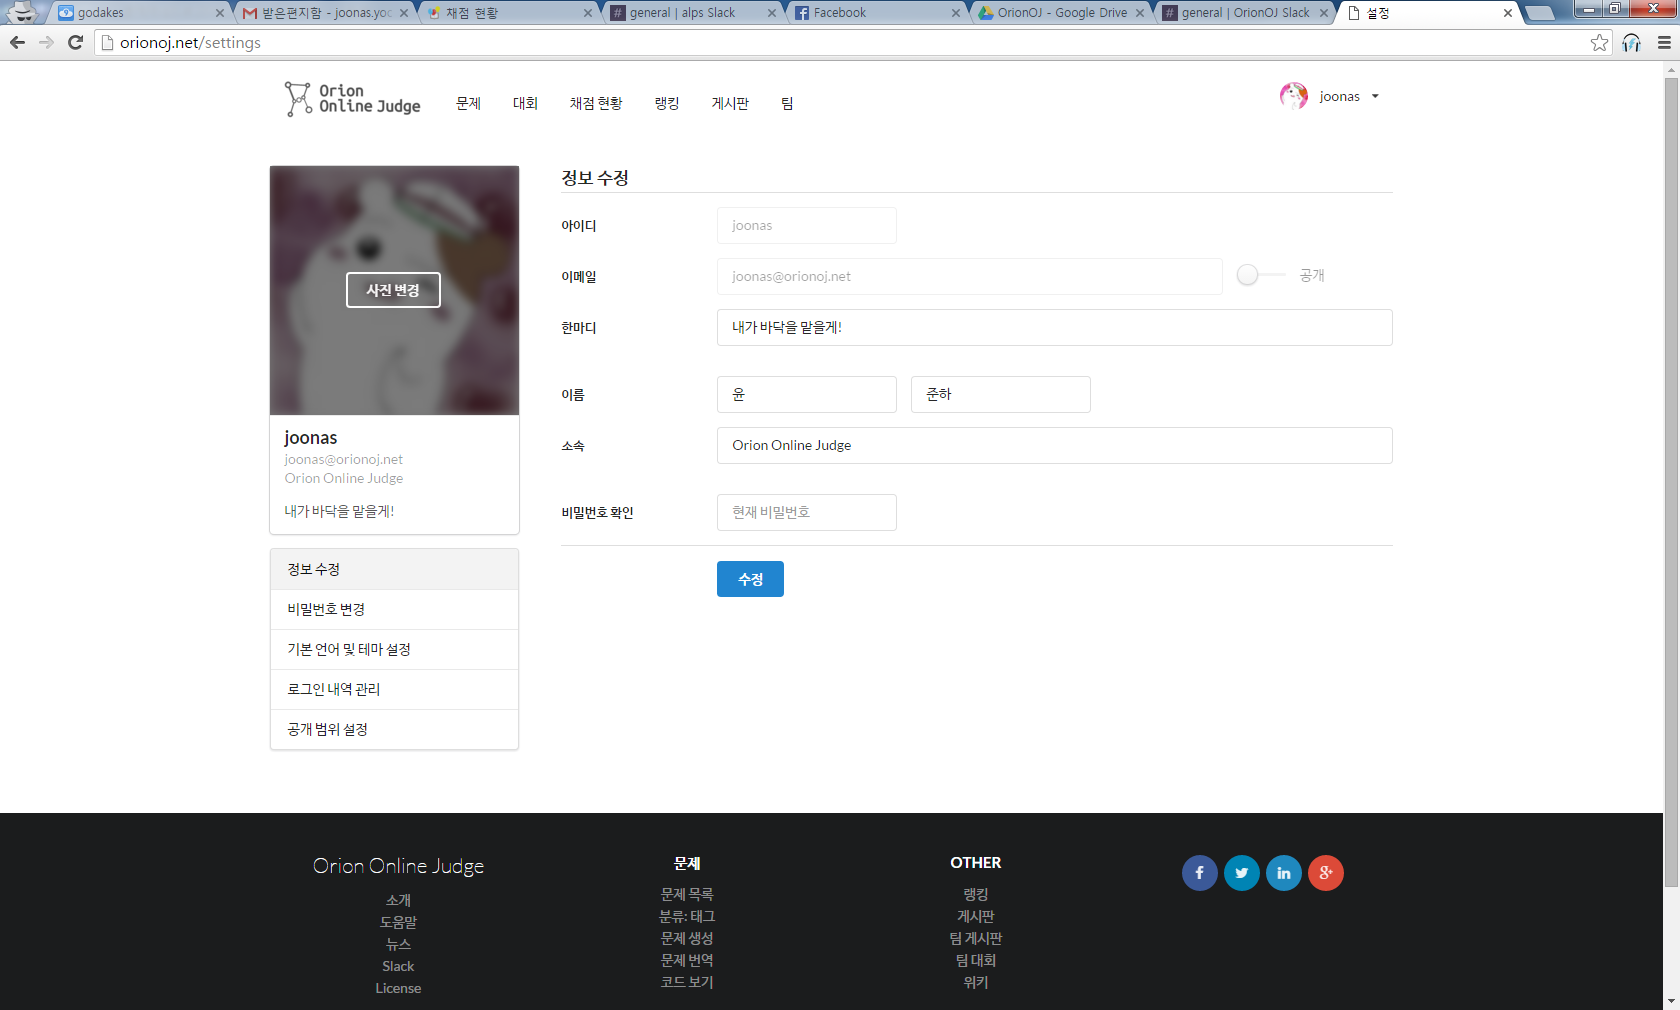 godakes
받은편지함 - joonas.yoc
채점 현황
general | alps Slack
Facebook
OrionOJ - Google Drive
general | OrionOJ Slack
설정
orionoj.net/settings
Orion
Online Judge
문제
대회
채점 현황
랭킹
게시판
팀
joonas
사진 변경
joonas
joonas@orionoj.net
Orion Online Judge
내가 바닥을 맡을게!
정보 수정
비밀번호 변경
기본 언어 및 테마 설정
로그인 내역 관리
공개 범위 설정
정보 수정
아이디
joonas
이메일
joonas@orionoj.net
공개
한마디
내가 바닥을 맡을게!
이름
윤
준하
소속
Orion Online Judge
비밀번호 확인
현재 비밀번호
수정
Orion Online Judge
소개
도움말
뉴스
Slack
License
문제
문제 목록
분류: 태그
문제 생성
문제 번역
코드 보기
OTHER
랭킹
게시판
팀 게시판
팀 대회
위키